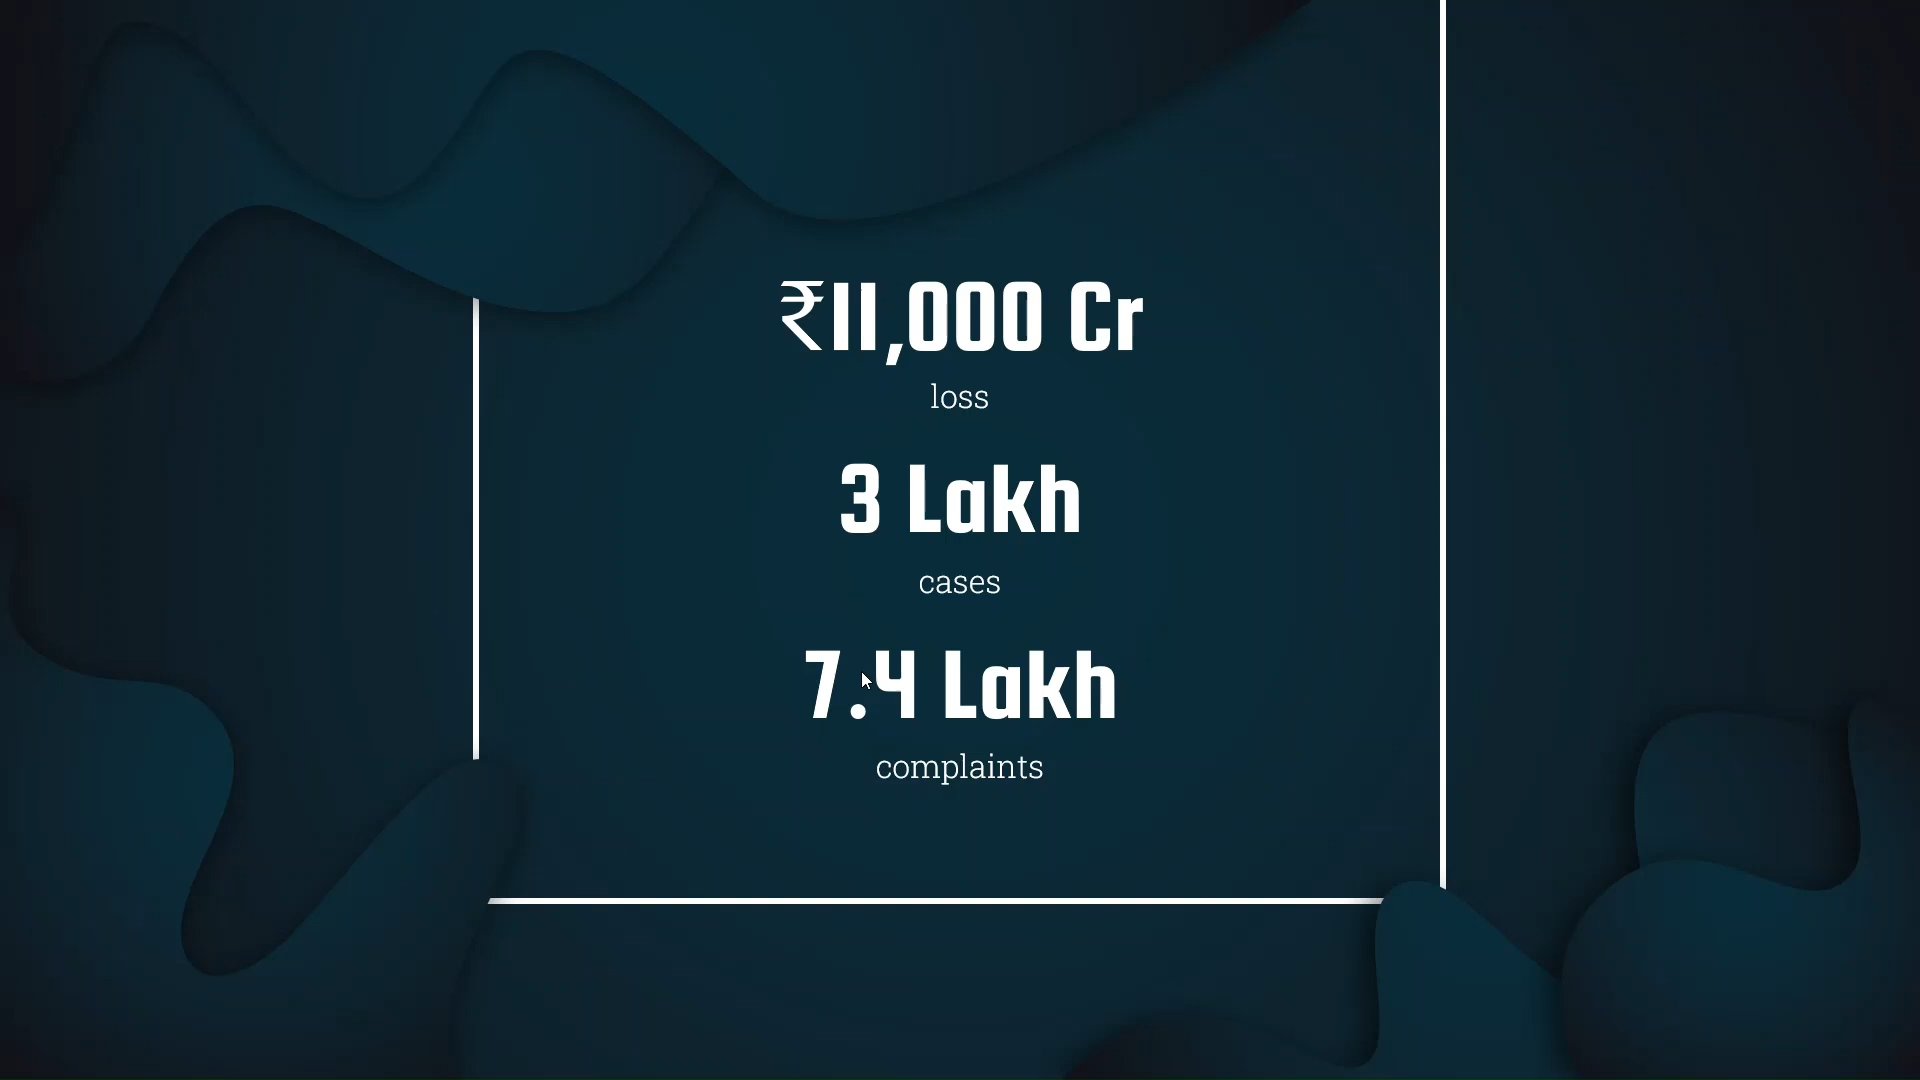 ₹11,000 Cr
loss
3 Lakh
cases
7.4 Lakh
complaints